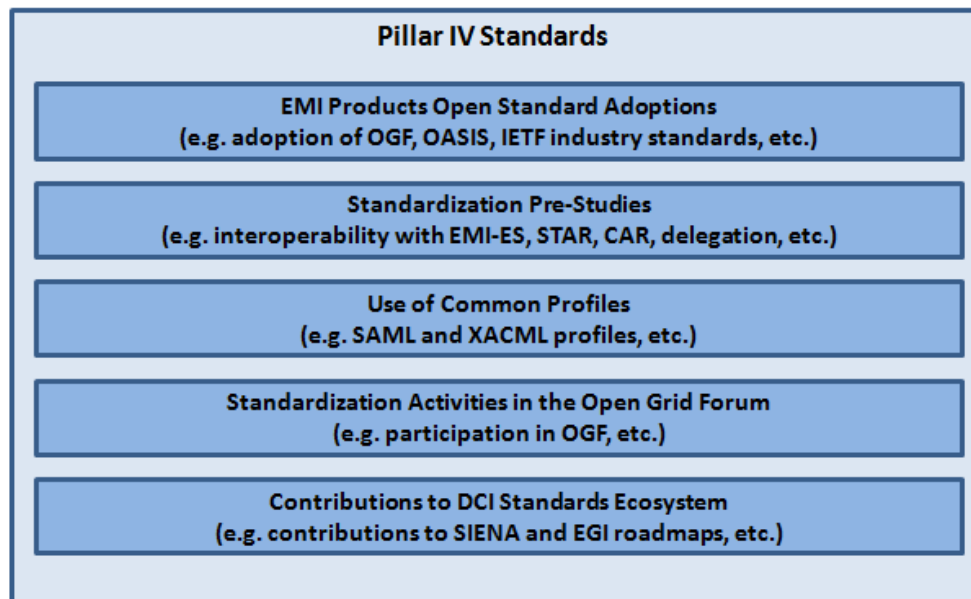 Pillar IV Standards
EMI Products Open Standard Adoptions
(e.g. adoption of OGF, OASIS, IETF industry standards, etc.)
Standardization Pre-Studies
(e.g. interoperability with EMI-ES, STAR, CAR, delegation, etc.)
Use of Common Profiles
(e.g. SAML and XACML profiles, etc.)
Standardization Activities in the Open Grid Forum
(e.g. participation in OGF, etc.)
Contributions to DCI Standards Ecosystem
(e.g. contributions to SIENA and EGI roadmaps, etc.)